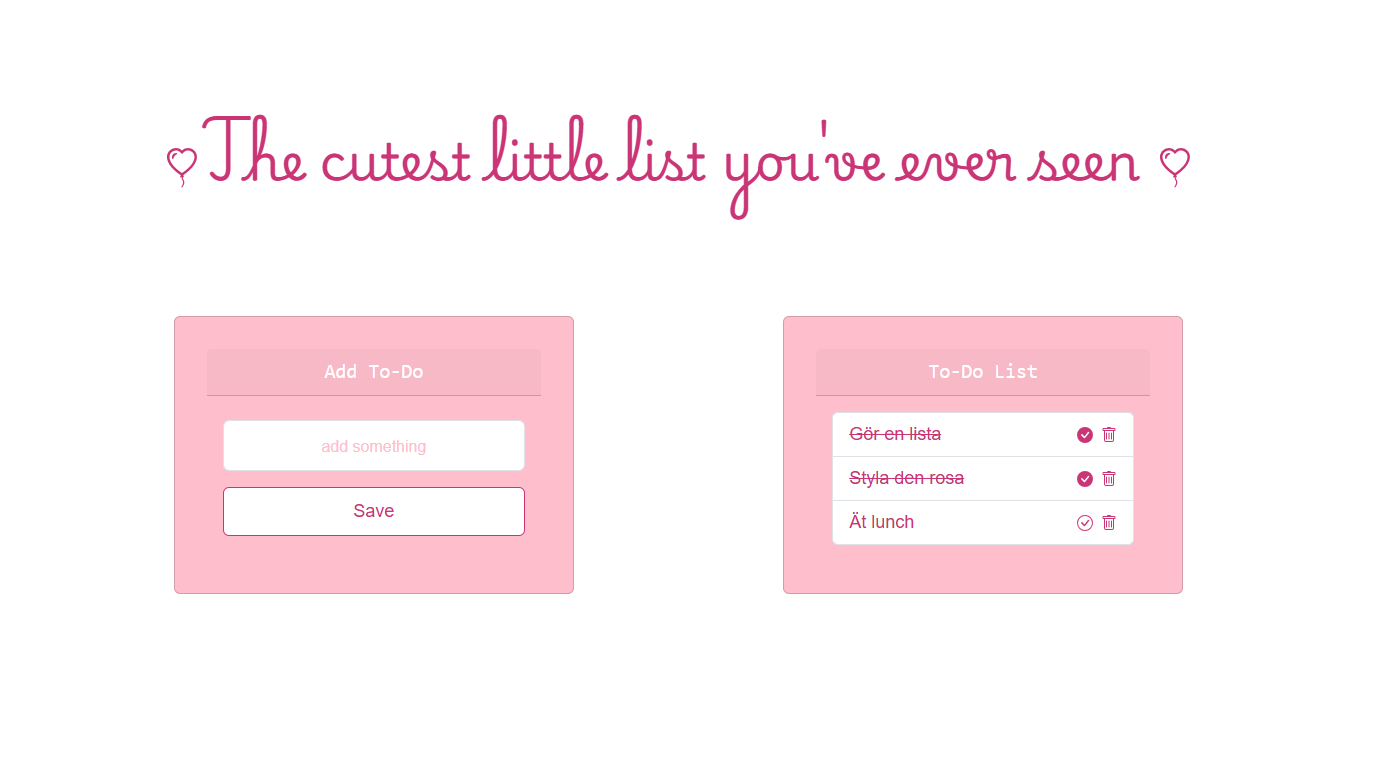 The cutest little list you've ever seen
Add To-Do
add something
Save
To-Do List
Gör en lista
Styla den rosa
Ät lunch